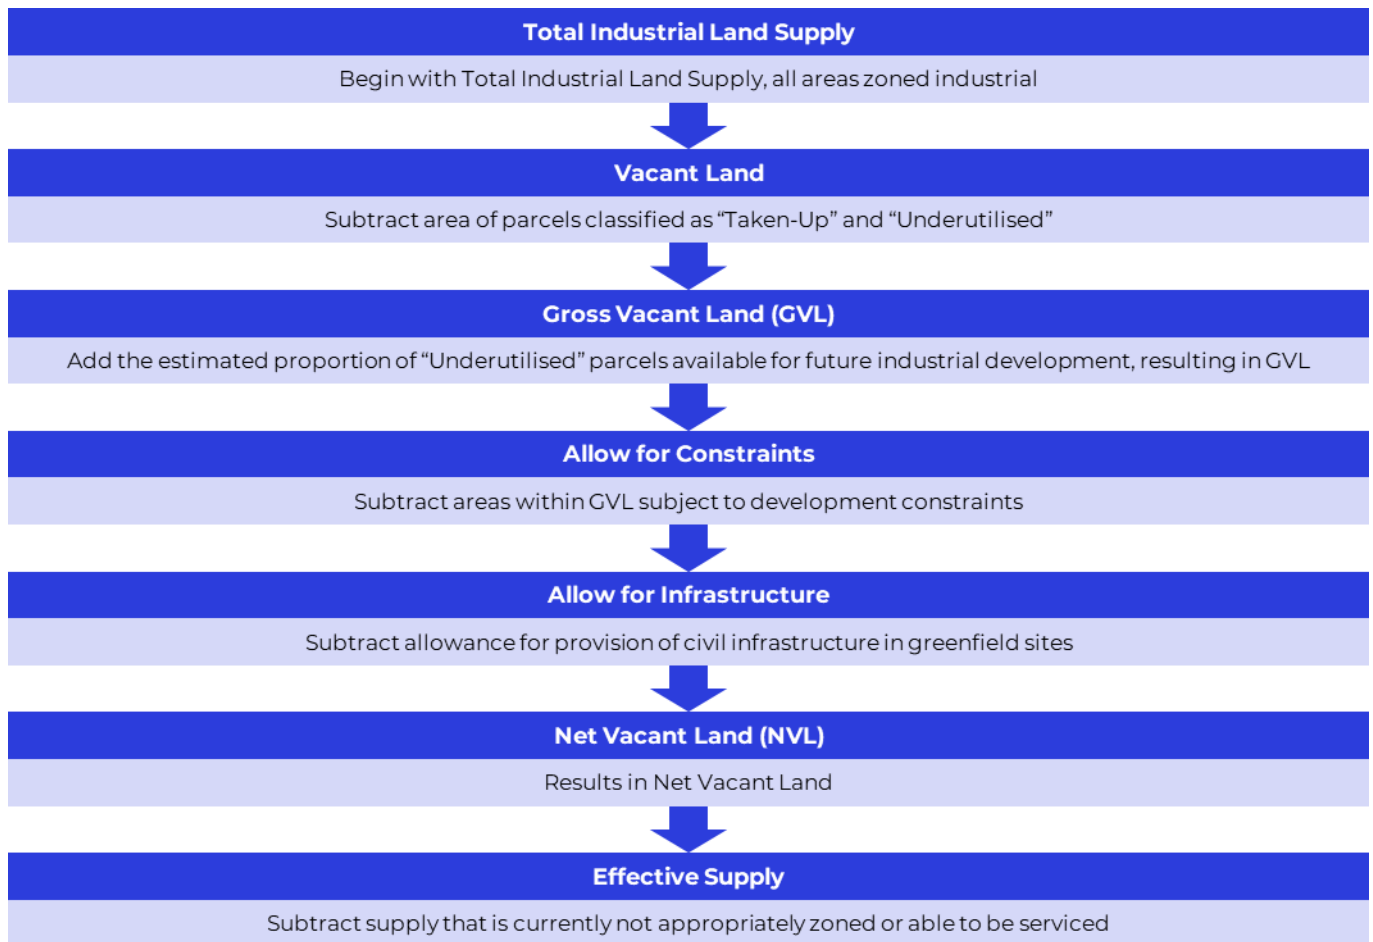 Total Industrial Land Supply
Begin with Total Industrial Land Supply, all areas zoned industrial
Vacant Land
Subtract area of parcels classified as “Taken-Up” and “Underutilised”
Gross Vacant Land (GVL)
Add the estimated proportion of “Underutilised” parcels available for future industrial development, resulting in GVL
Allow for Constraints
Subtract areas within GVL subject to development constraints
Allow for Infrastructure
Subtract allowance for provision of civil infrastructure in greenfield sites
Net Vacant Land (NVL)
Results in Net Vacant Land
Effective Supply
Subtract supply that is currently not appropriately zoned or able to be serviced